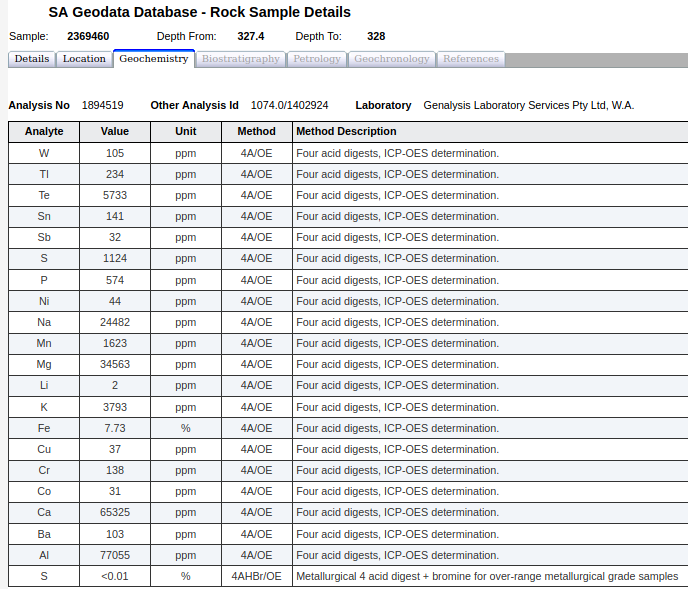 SA Geodata Database - Rock Sample Details
Sample: 2369460 Depth From: 327.4 Depth To: 328
Details Location Geochemistry Biostratigraphy Petrology Geochronology References
Analysis No 1894519 Other Analysis Id 1074.0/1402924 Laboratory Genalysis Laboratory Services Pty Ltd, W.A.
Analyte Value Unit Method Method Description
W 105 ppm 4A/OE Four acid digests, ICP-OES determination.
Tl 234 ppm 4A/OE Four acid digests, ICP-OES determination.
Te 5733 ppm 4A/OE Four acid digests, ICP-OES determination.
Sn 141 ppm 4A/OE Four acid digests, ICP-OES determination.
Sb 32 ppm 4A/OE Four acid digests, ICP-OES determination.
S 1124 ppm 4A/OE Four acid digests, ICP-OES determination.
P 574 ppm 4A/OE Four acid digests, ICP-OES determination.
Ni 44 ppm 4A/OE Four acid digests, ICP-OES determination.
Na 24482 ppm 4A/OE Four acid digests, ICP-OES determination.
Mn 1623 ppm 4A/OE Four acid digests, ICP-OES determination.
Mg 34563 ppm 4A/OE Four acid digests, ICP-OES determination.
Li 2 ppm 4A/OE Four acid digests, ICP-OES determination.
K 3793 ppm 4A/OE Four acid digests, ICP-OES determination.
Fe 7.73 % 4A/OE Four acid digests, ICP-OES determination.
Cu 37 ppm 4A/OE Four acid digests, ICP-OES determination.
Cr 138 ppm 4A/OE Four acid digests, ICP-OES determination.
Co 31 ppm 4A/OE Four acid digests, ICP-OES determination.
Ca 65325 ppm 4A/OE Four acid digests, ICP-OES determination.
Ba 103 ppm 4A/OE Four acid digests, ICP-OES determination.
Al 77055 ppm 4A/OE Four acid digests, ICP-OES determination.
S <0.01 % 4AHBr/OE Metallurgical 4 acid digest + bromine for over-range metallurgical grade samples